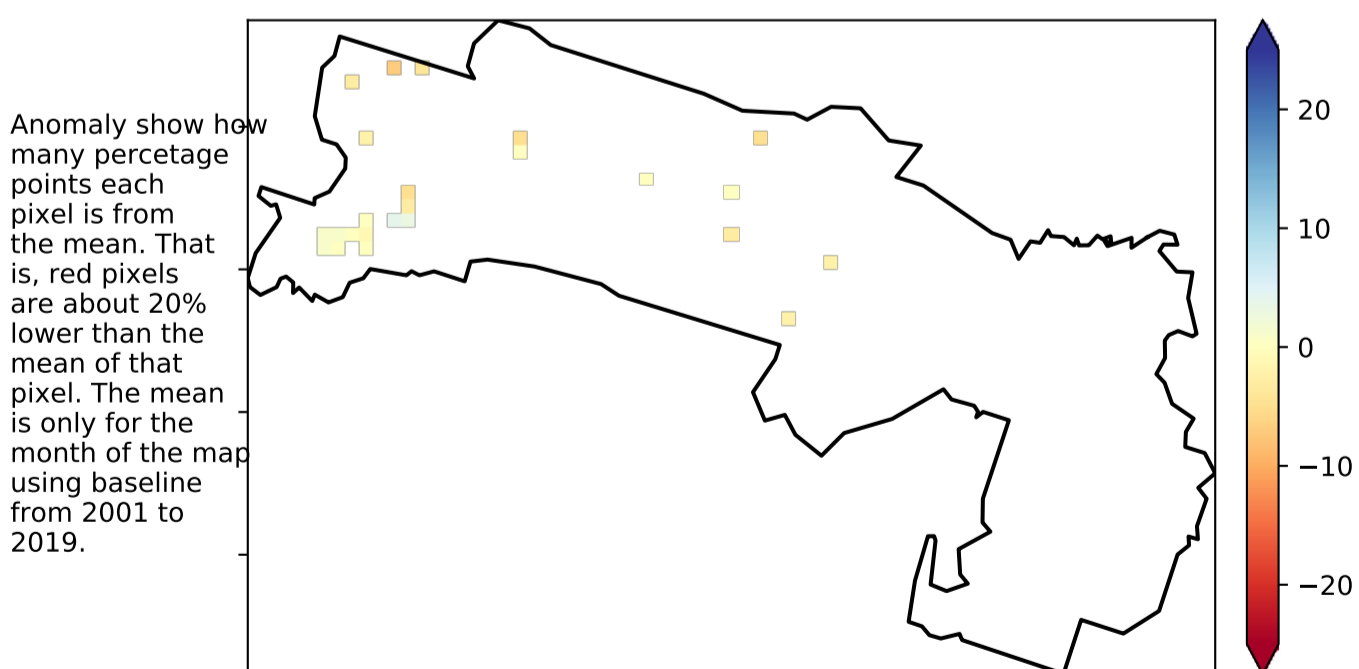 Anomaly show how
many percetage
points each
pixel is from
the mean. That
is, red pixels
are about 20%
lower than the
mean of that
pixel. The mean
is only for the
month of the map
using baseline
from 2001 to
2019.
20
10
0
−10
−20